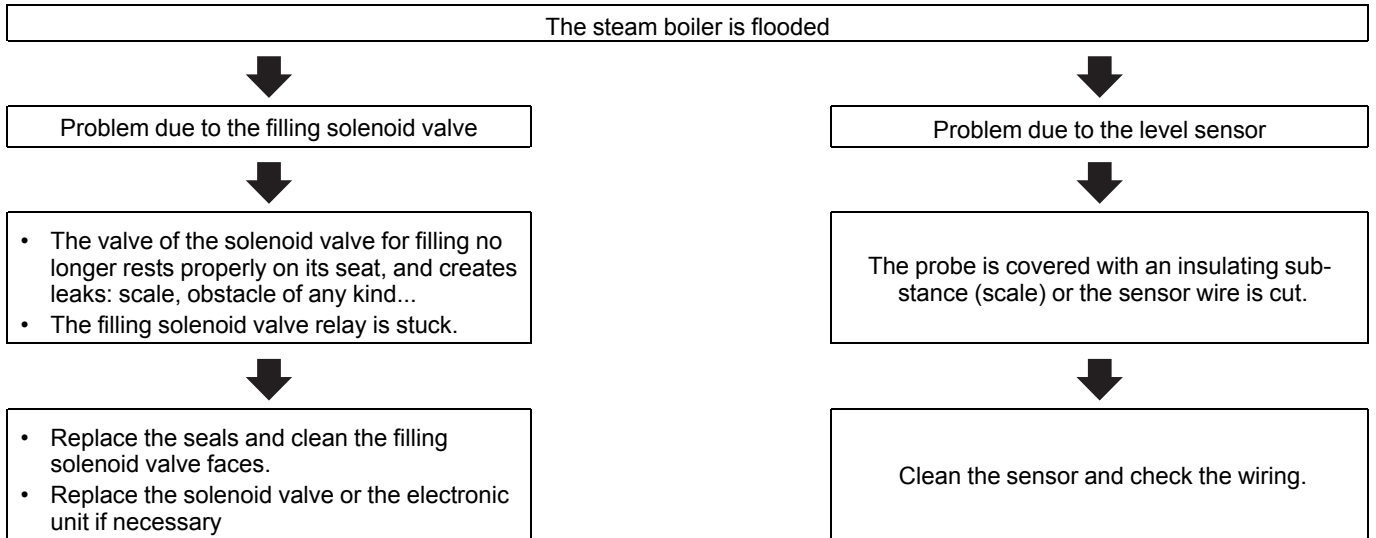 The steam boiler is flooded
Problem due to the filling solenoid valve
Problem due to the level sensor
• The valve of the solenoid valve for filling no
longer rests properly on its seat, and creates
leaks: scale, obstacle of any kind...
• The filling solenoid valve relay is stuck.
The probe is covered with an insulating sub-
stance (scale) or the sensor wire is cut.
• Replace the seals and clean the filling
solenoid valve faces.
• Replace the solenoid valve or the electronic
unit if necessary
Clean the sensor and check the wiring.